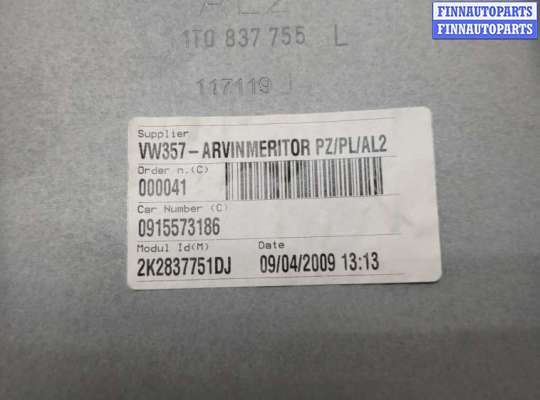 FINNAUTOPARTS
FINNAUTOPARTS
AL2
1T0 837 755 L
117119
Supplier
VW357-ARVINMERITOR PZ/PL/AL2
Order n.(C)
000041
Car Number (C)
0915573186
Modul Id(M) Date
2K2837751DJ 09/04/2009 13:13